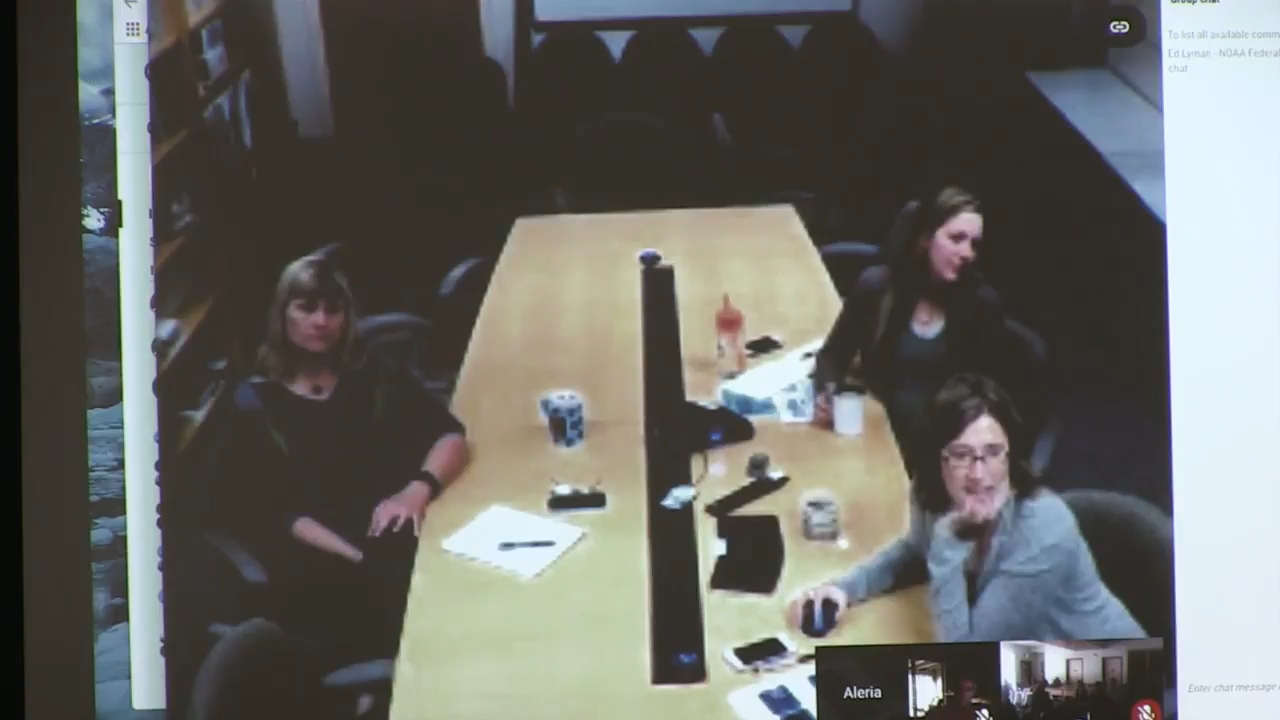 Group chat
To list all available comm
Ed Lyman - NOAA Federal
chat
Aleria
Enter chat message